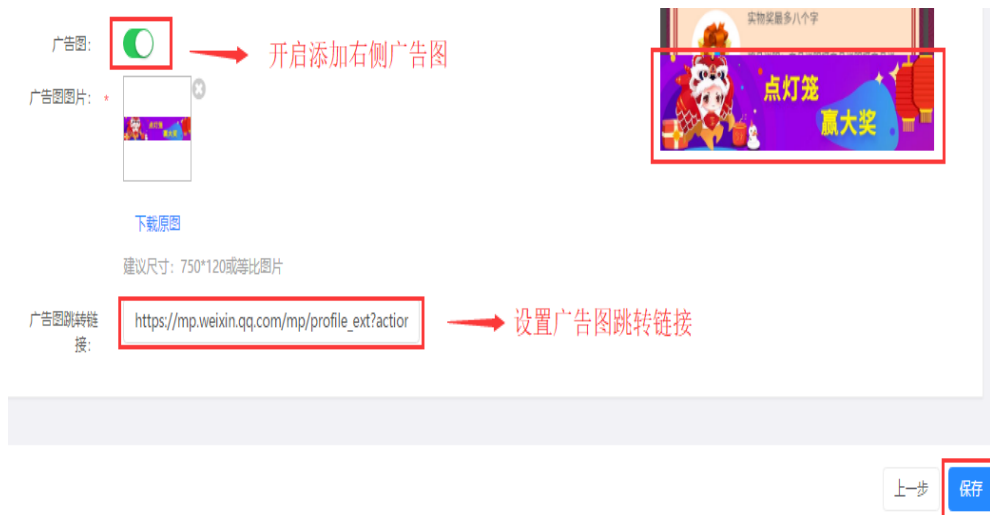 实物奖最多八个字
广告图:
开启添加右侧广告图
广告图图片: *
点灯笼
赢大奖
点灯笼
赢大奖
下载原图
建议尺寸: 750*120或等比图片
广告图跳转链
接:
https://mp.weixin.qq.com/mp/profile_ext?action
设置广告图跳转链接
上一步
保存